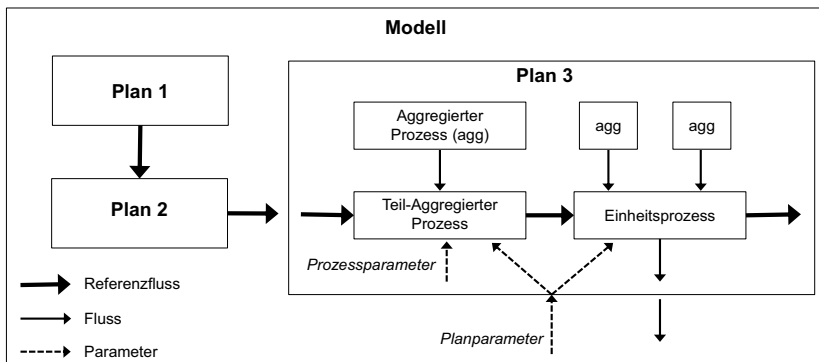 Modell
Plan 1
Plan 2
Plan 3
Aggregierter
Prozess (agg)
agg
agg
Teil-Aggregierter
Prozess
Einheitsprozess
Prozessparameter
Planparameter
Referenzfluss
Fluss
Parameter